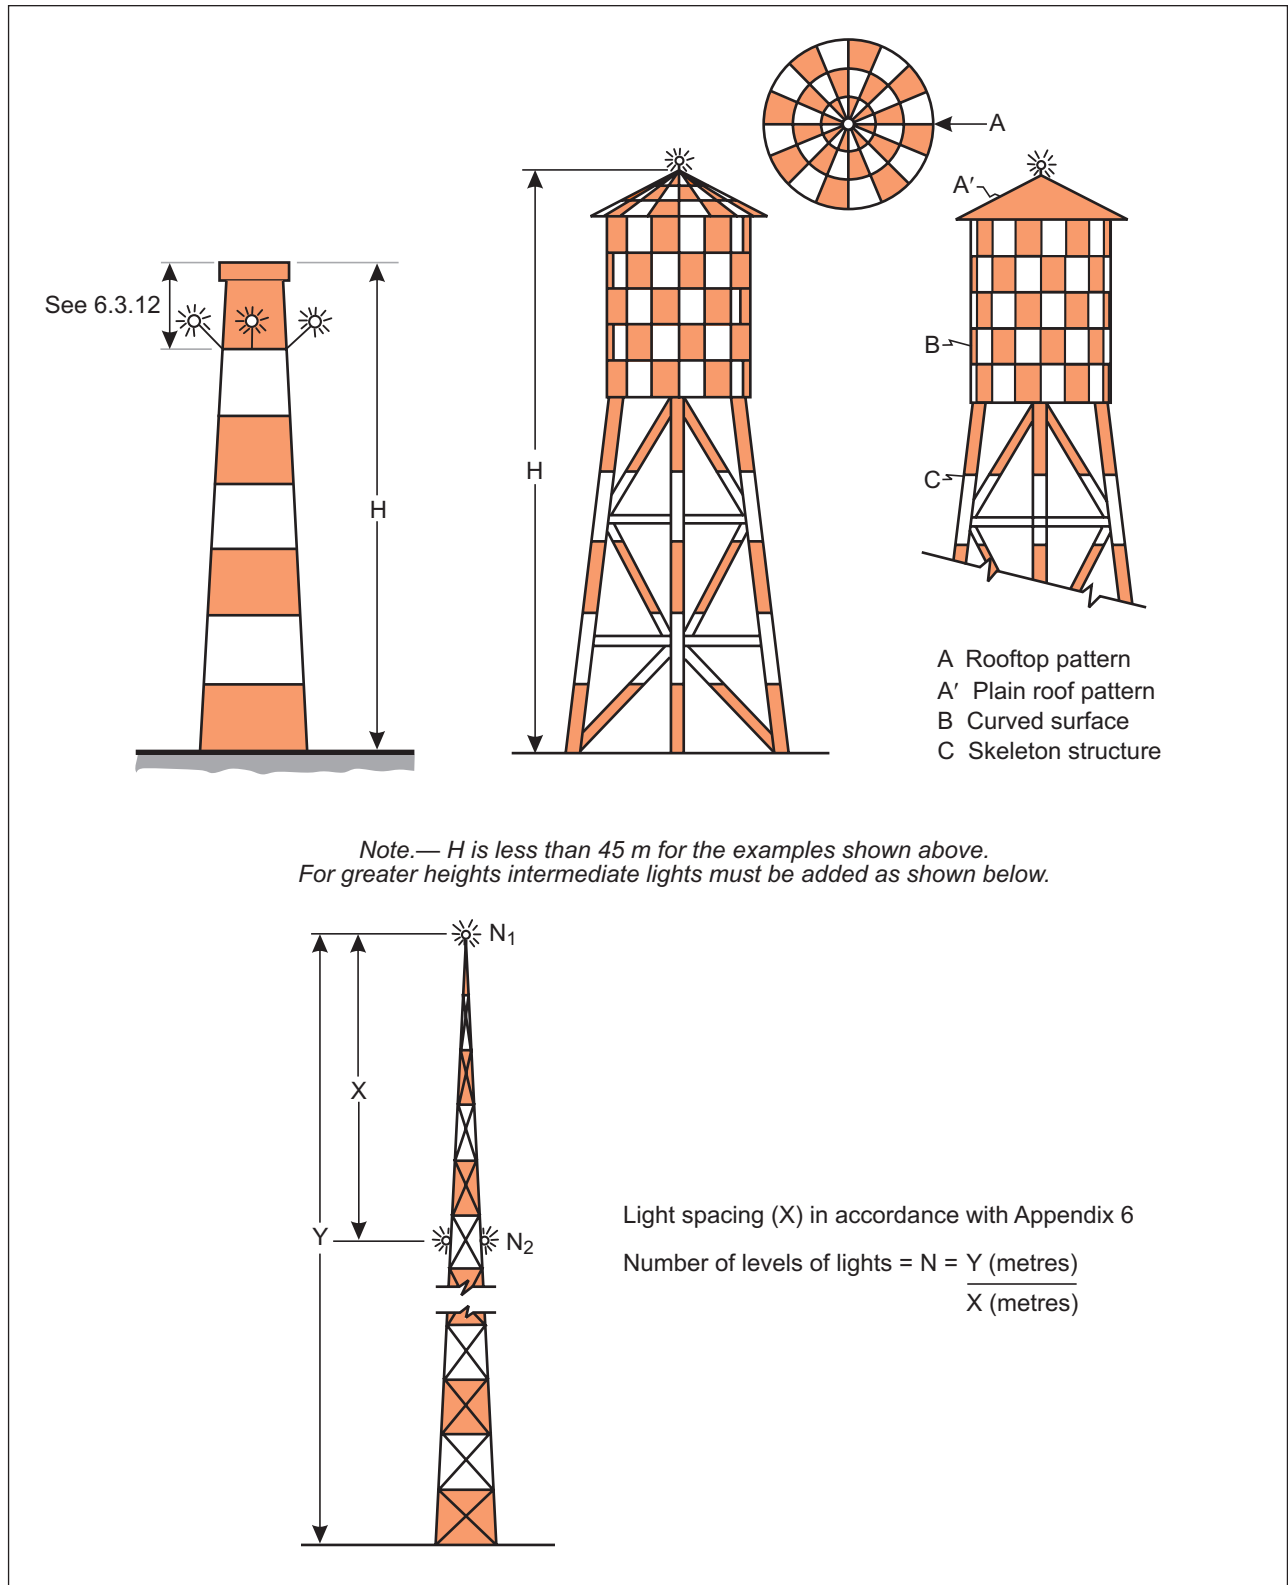 A
A′
See 6.3.12
B
H
C
H
A Rooftop pattern
A′ Plain roof pattern
B Curved surface
C Skeleton structure
Note.— H is less than 45 m for the examples shown above.
For greater heights intermediate lights must be added as shown below.
N1
X
Y
N2
Light spacing (X) in accordance with Appendix 6
Number of levels of lights = N = Y (metres)
X (metres)